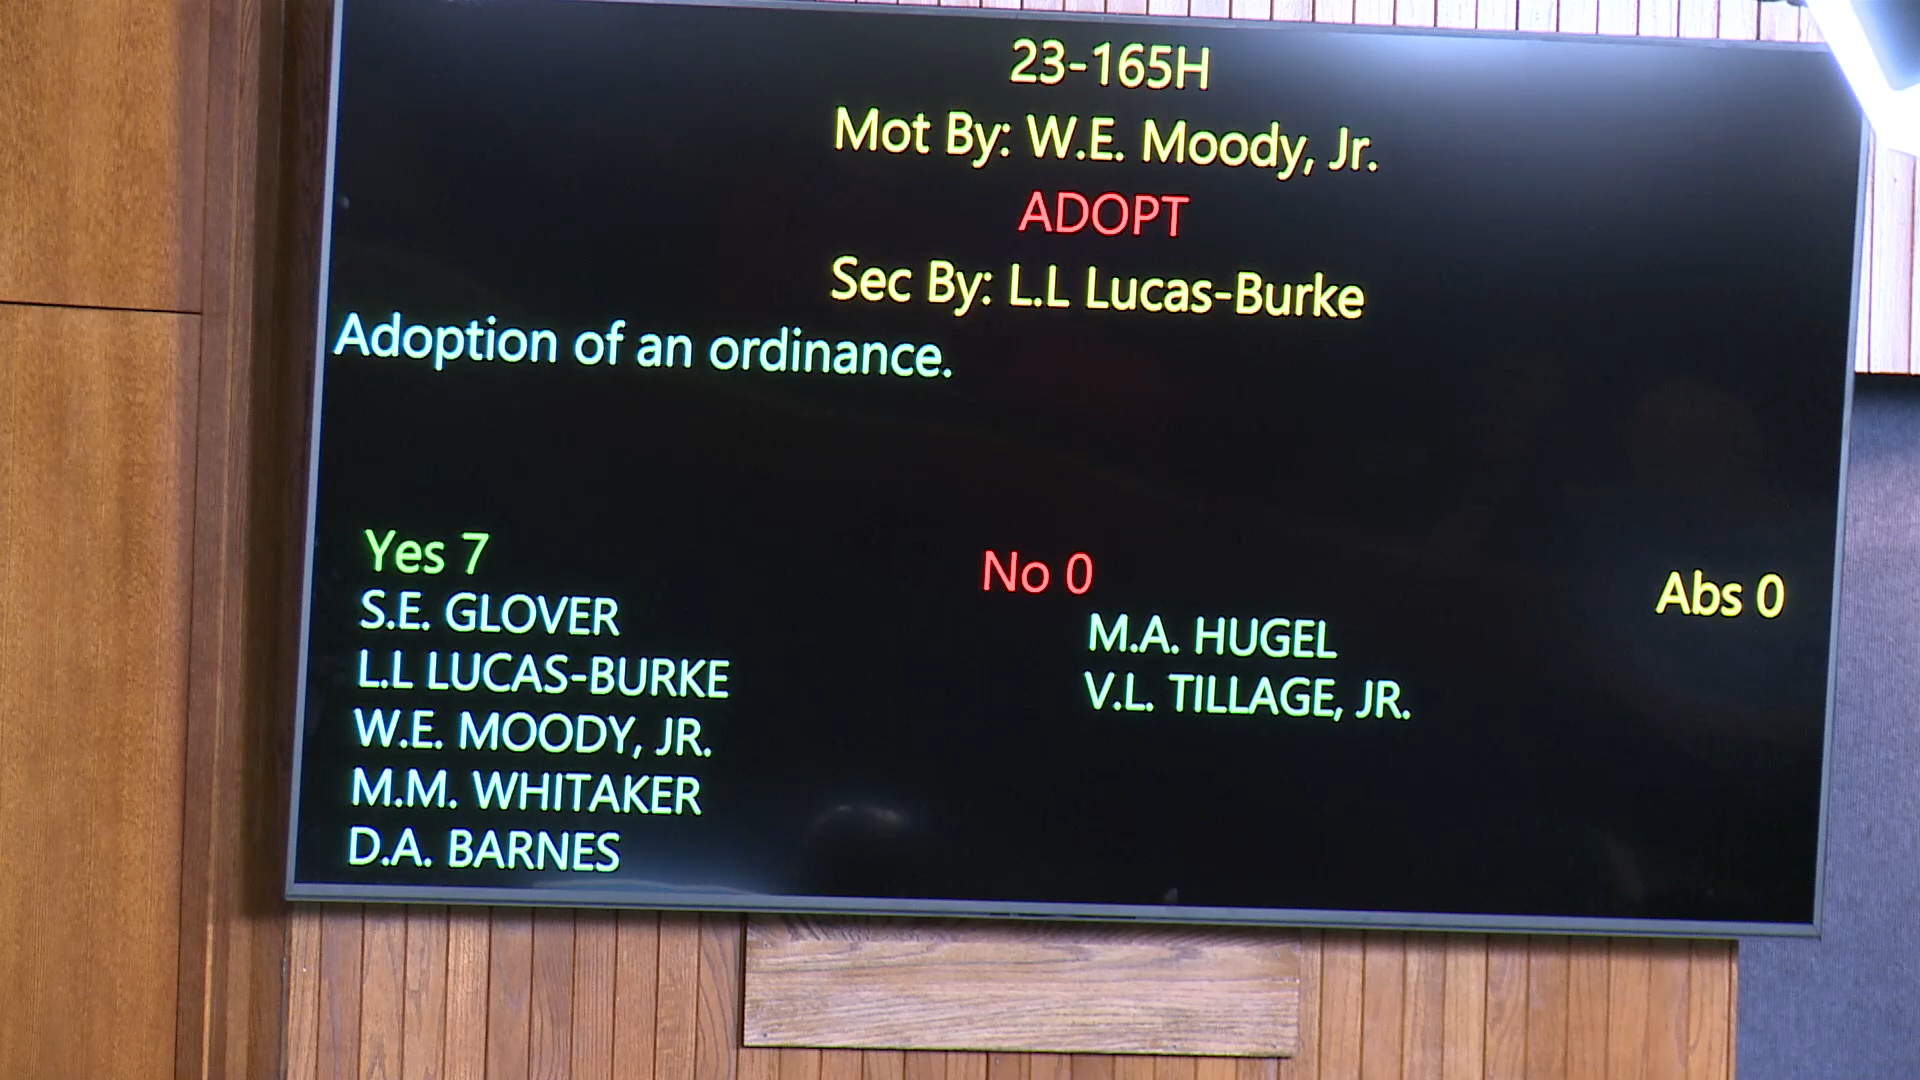 23-165H
Mot By: W.E. Moody, Jr.
ADOPT
Sec By: L.L Lucas-Burke
Adoption of an ordinance.
Yes 7
No 0
Abs 0
S.E. GLOVER
L.L LUCAS-BURKE
W.E. MOODY, JR.
M.M. WHITAKER
D.A. BARNES
M.A. HUGEL
V.L. TILLAGE, JR.